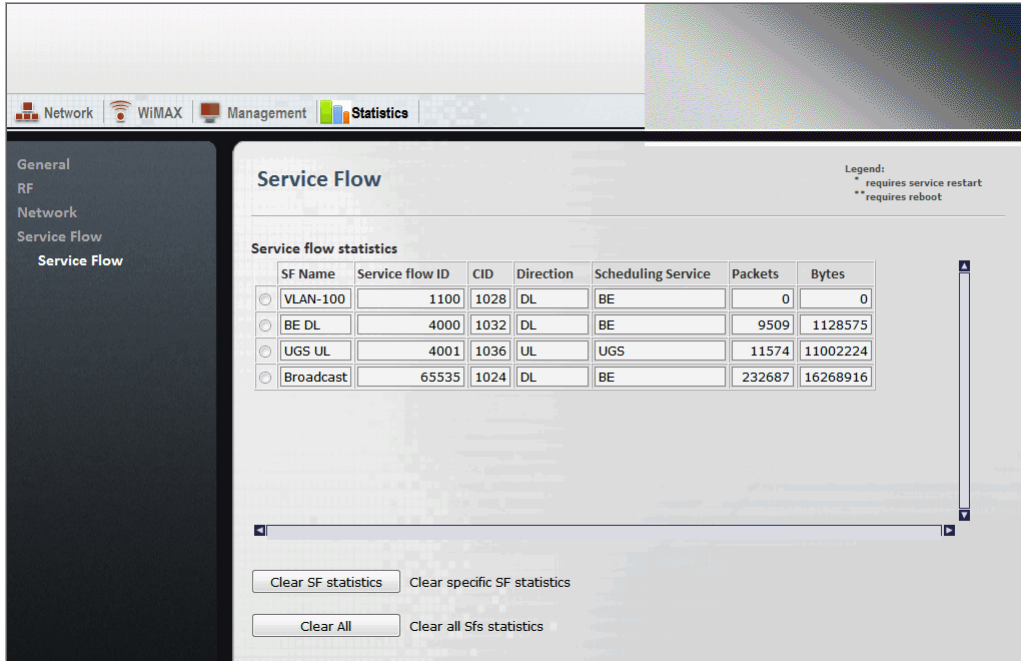 Network WiMAX Management Statistics
General
RF
Network
Service Flow
Service Flow
Service Flow
Legend:
* requires service restart
**requires reboot
Service flow statistics
SF Name Service flow ID CID Direction Scheduling Service Packets Bytes
VLAN-100 1100 1028 DL BE 0 0
BE DL 4000 1032 DL BE 9509 1128575
UGS UL 4001 1036 UL UGS 11574 11002224
Broadcast 65535 1024 DL BE 232687 16268916
Clear SF statistics Clear specific SF statistics
Clear All Clear all Sfs statistics